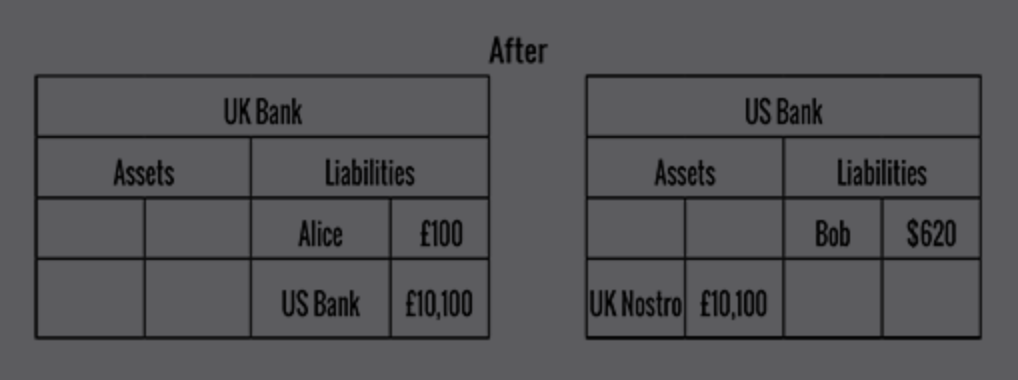 After
UK Bank
US Bank
Assets
Liabilities
Assets
Liabilities
Alice
£100
Bob
$620
US Bank
£10,100
UK Nostro
£10,100